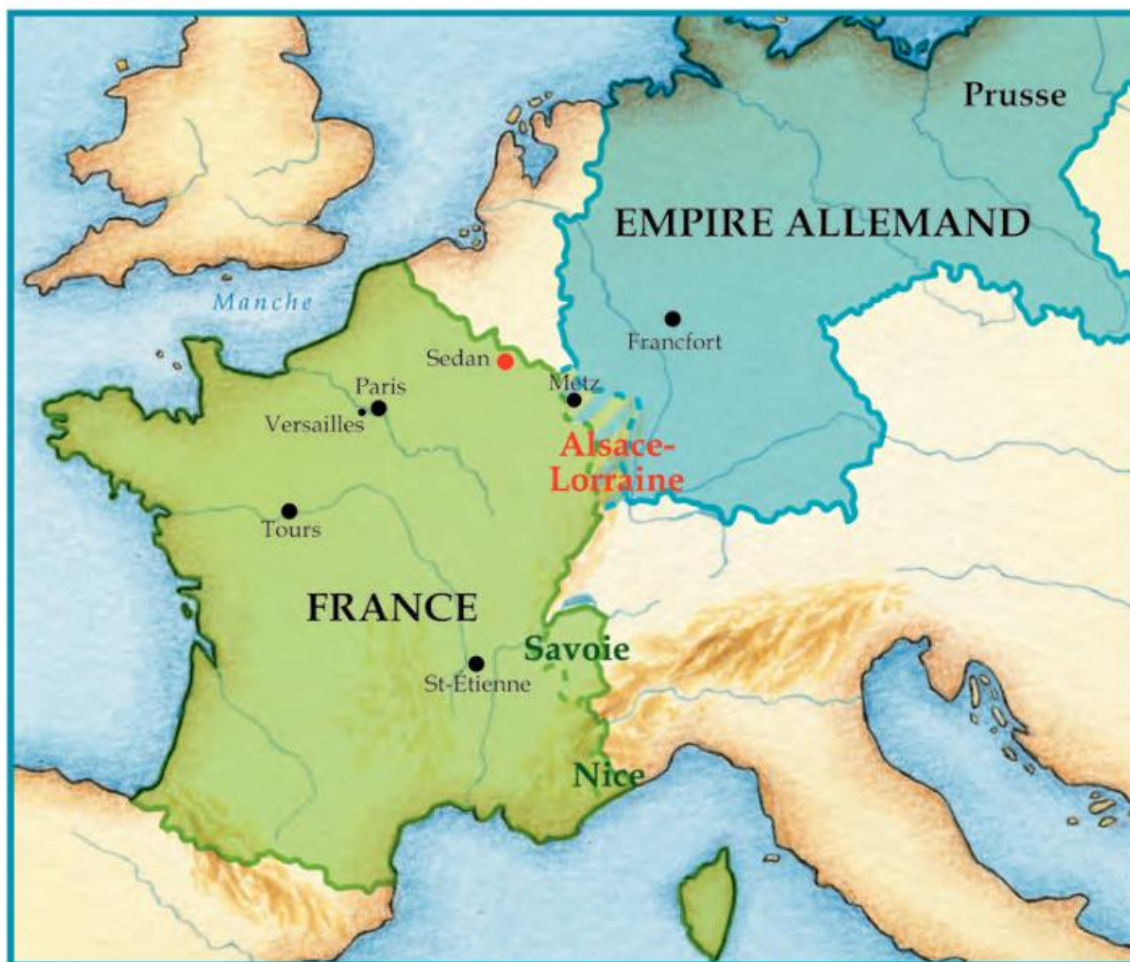 Prusse
EMPIRE ALLEMAND
Manche
Francfort
Sedan
Metz
Paris
Versailles
Alsace-
Lorraine
Tours
FRANCE
Savoie
St-Étienne
Nice